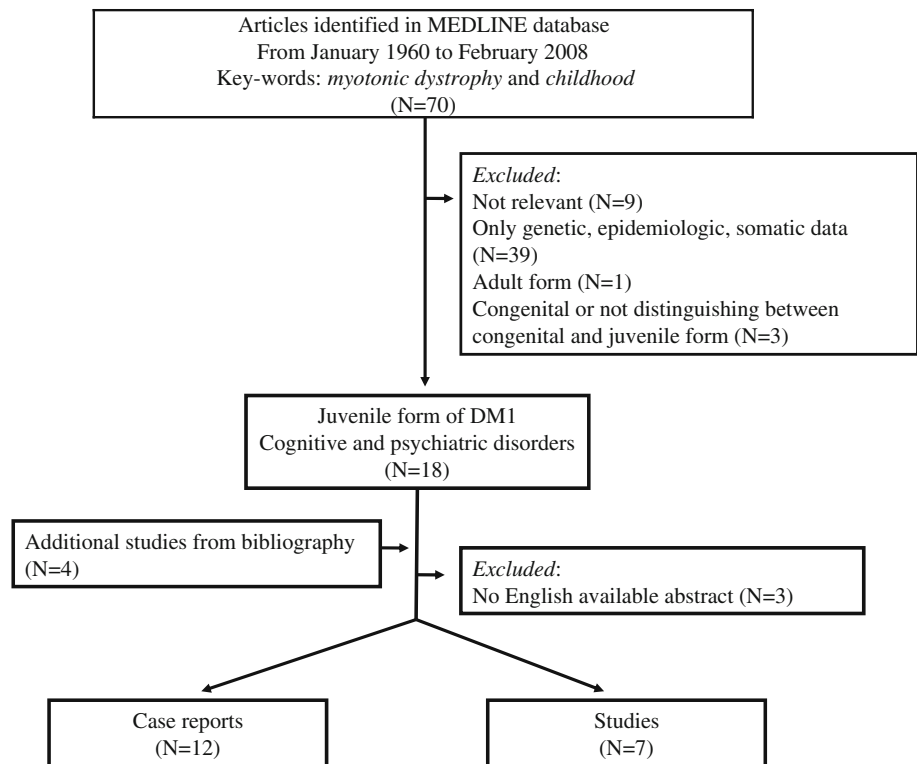 Articles identified in MEDLINE database
From January 1960 to February 2008
Key-words: myotonic dystrophy and childhood
(N=70)
Excluded:
Not relevant (N=9)
Only genetic, epidemiologic, somatic data
(N=39)
Adult form (N=1)
Congenital or not distinguishing between
congenital and juvenile form (N=3)
Juvenile form of DM1
Cognitive and psychiatric disorders
(N=18)
Additional studies from bibliography
(N=4)
Excluded:
No English available abstract (N=3)
Case reports
(N=12)
Studies
(N=7)